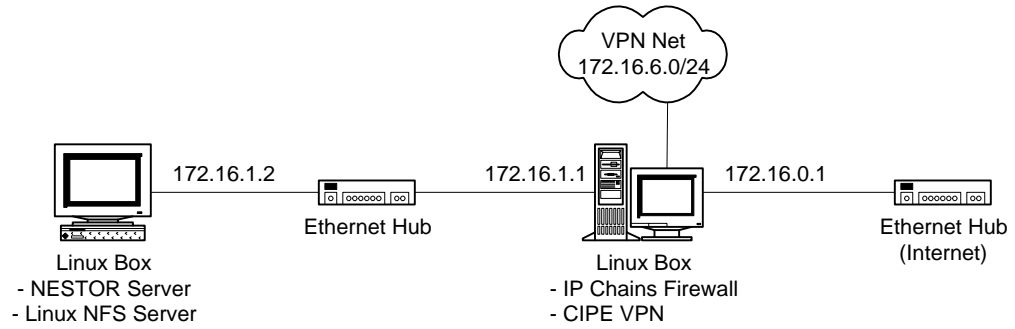 VPN Net
172.16.6.0/24
172.16.1.2
172.16.1.1
172.16.0.1
Ethernet Hub
Ethernet Hub
(Internet)
Linux Box
- NESTOR Server
- Linux NFS Server
Linux Box
- IP Chains Firewall
- CIPE VPN